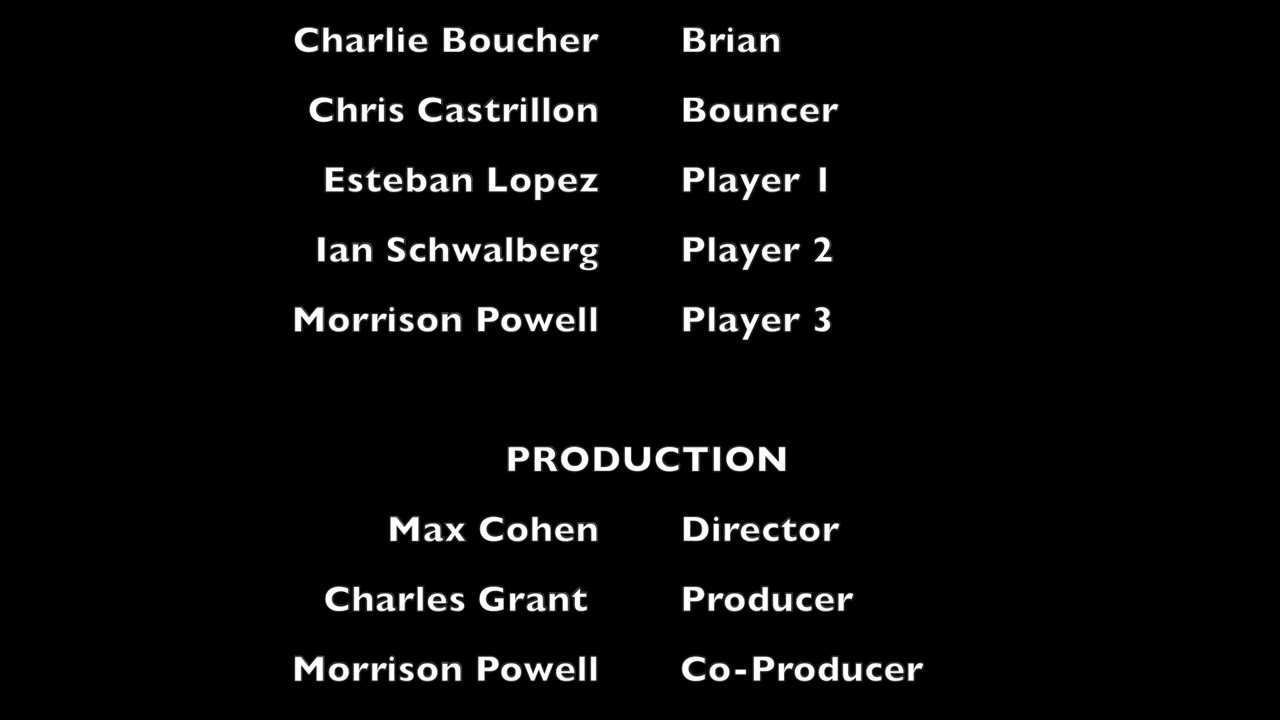 Charlie Boucher Brian
Chris Castrillon Bouncer
Esteban Lopez Player 1
Ian Schwalberg Player 2
Morrison Powell Player 3
PRODUCTION
Max Cohen Director
Charles Grant Producer
Morrison Powell Co-Producer